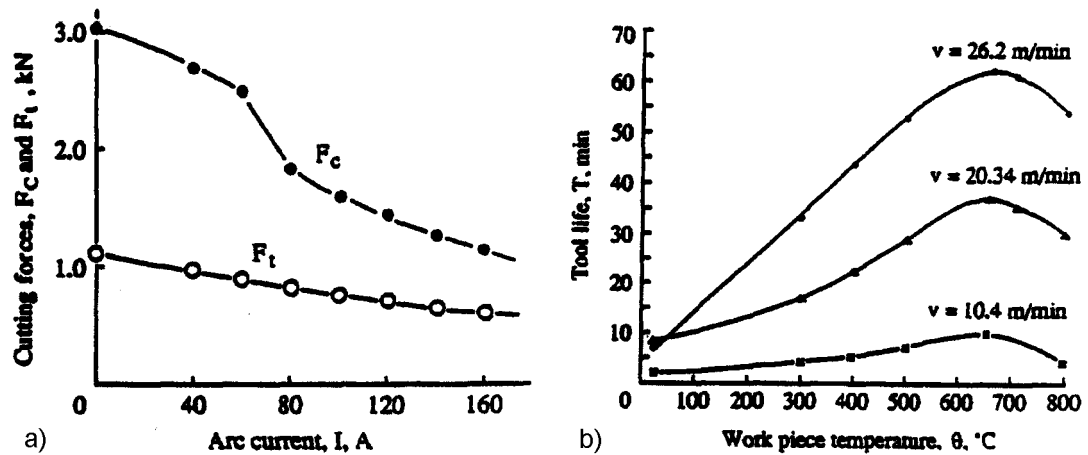 Cutting forces, F_C and F_t, kN
3.0
2.0
1.0
F_c
F_t
0 40 80 120 160
a) Arc current, I, A
Tool life, T, min
70
60
50
40
30
20
10
v = 26.2 m/min
v = 20.34 m/min
v = 10.4 m/min
0 100 200 300 400 500 600 700 800
b) Work piece temperature, θ, °C